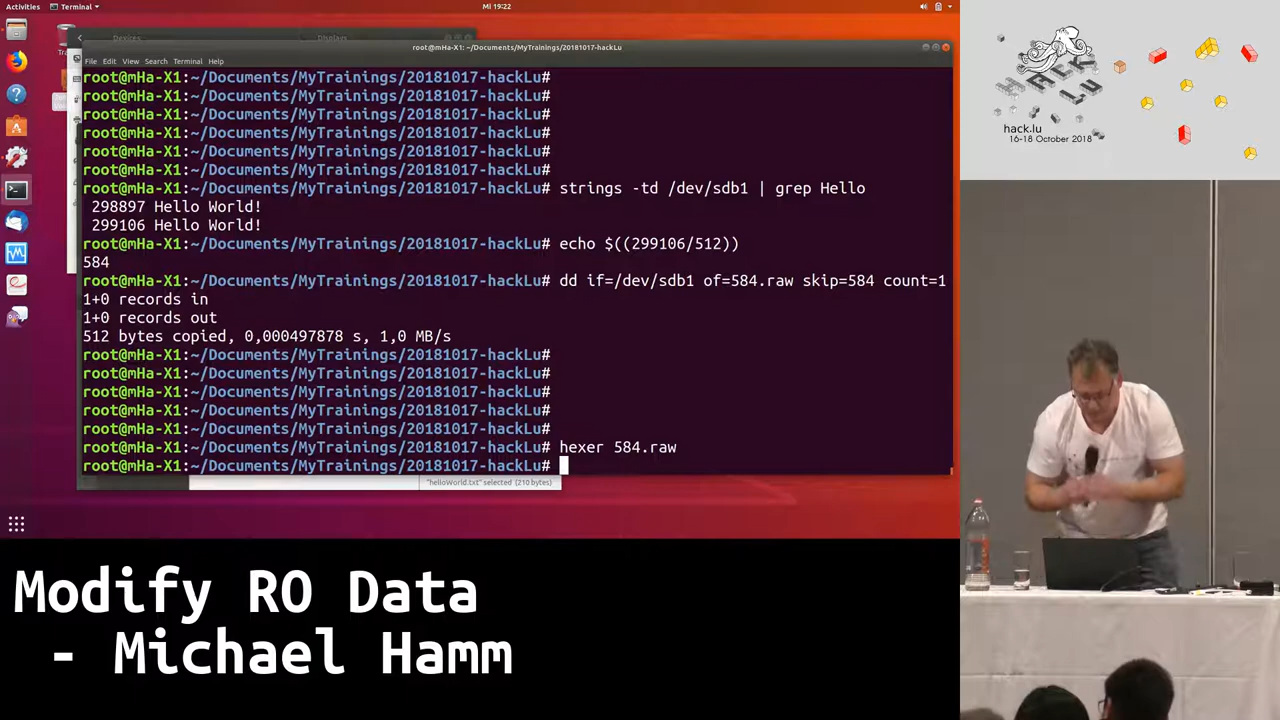 Activities
Terminal
Mi 19:22
Devices
Displays
root@mHa-X1: ~/Documents/MyTrainings/20181017-hackLu
File Edit View Search Terminal Help
root@mHa-X1:~/Documents/MyTrainings/20181017-hackLu#
root@mHa-X1:~/Documents/MyTrainings/20181017-hackLu#
root@mHa-X1:~/Documents/MyTrainings/20181017-hackLu#
root@mHa-X1:~/Documents/MyTrainings/20181017-hackLu#
root@mHa-X1:~/Documents/MyTrainings/20181017-hackLu#
root@mHa-X1:~/Documents/MyTrainings/20181017-hackLu#
root@mHa-X1:~/Documents/MyTrainings/20181017-hackLu# strings -td /dev/sdb1 | grep Hello
298897 Hello World!
299106 Hello World!
root@mHa-X1:~/Documents/MyTrainings/20181017-hackLu# echo $((299106/512))
584
root@mHa-X1:~/Documents/MyTrainings/20181017-hackLu# dd if=/dev/sdb1 of=584.raw skip=584 count=1
1+0 records in
1+0 records out
512 bytes copied, 0,000497878 s, 1,0 MB/s
root@mHa-X1:~/Documents/MyTrainings/20181017-hackLu#
root@mHa-X1:~/Documents/MyTrainings/20181017-hackLu#
root@mHa-X1:~/Documents/MyTrainings/20181017-hackLu#
root@mHa-X1:~/Documents/MyTrainings/20181017-hackLu#
root@mHa-X1:~/Documents/MyTrainings/20181017-hackLu#
root@mHa-X1:~/Documents/MyTrainings/20181017-hackLu# hexer 584.raw
root@mHa-X1:~/Documents/MyTrainings/20181017-hackLu#
"helloWorld.txt" selected (210 bytes)
hack.lu
16-18 October 2018
Modify RO Data
- Michael Hamm